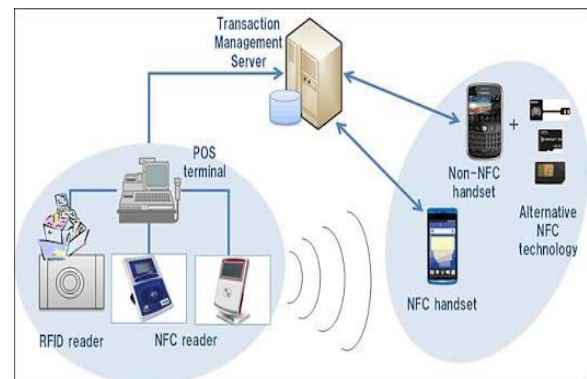 Transaction
Management
Server
POS
terminal
Non-NFC
handset
+
Alternative
NFC
technology
NFC handset
RFID reader
NFC reader